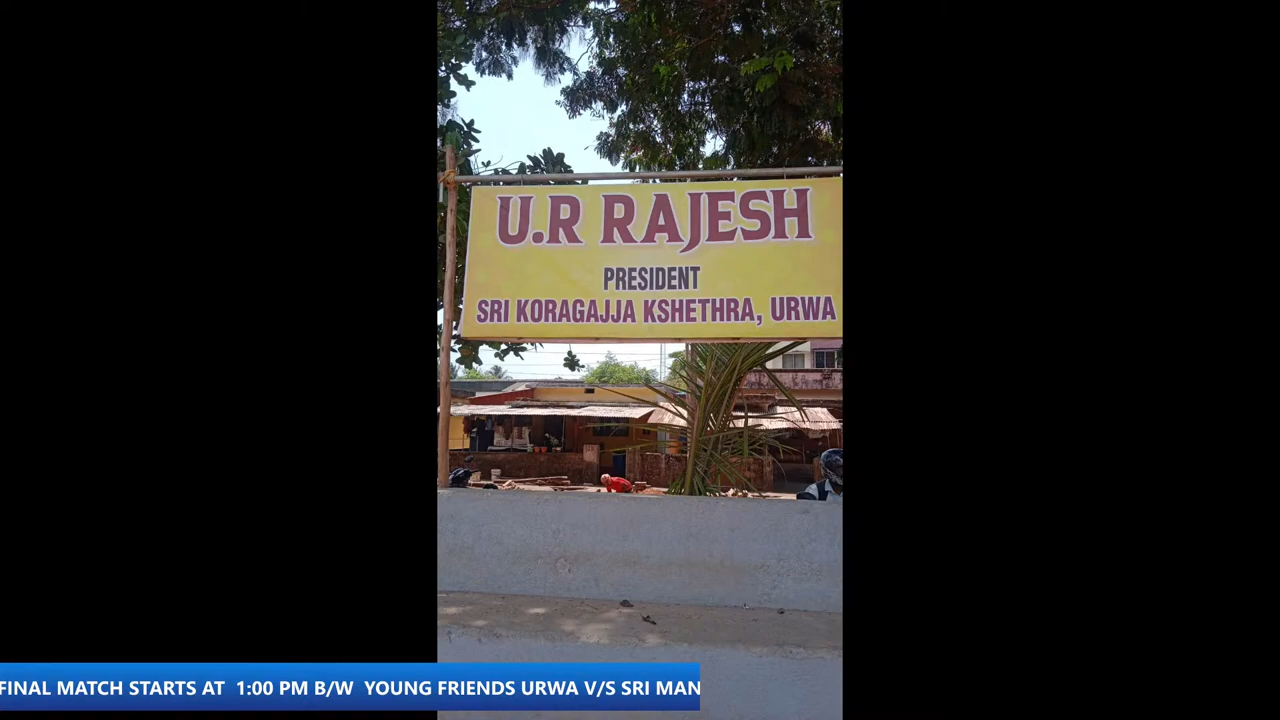 U.R RAJESH
PRESIDENT
SRI KORAGAJJA KSHETHRA, URWA
FINAL MATCH STARTS AT 1:00 PM B/W YOUNG FRIENDS URWA V/S SRI MAN